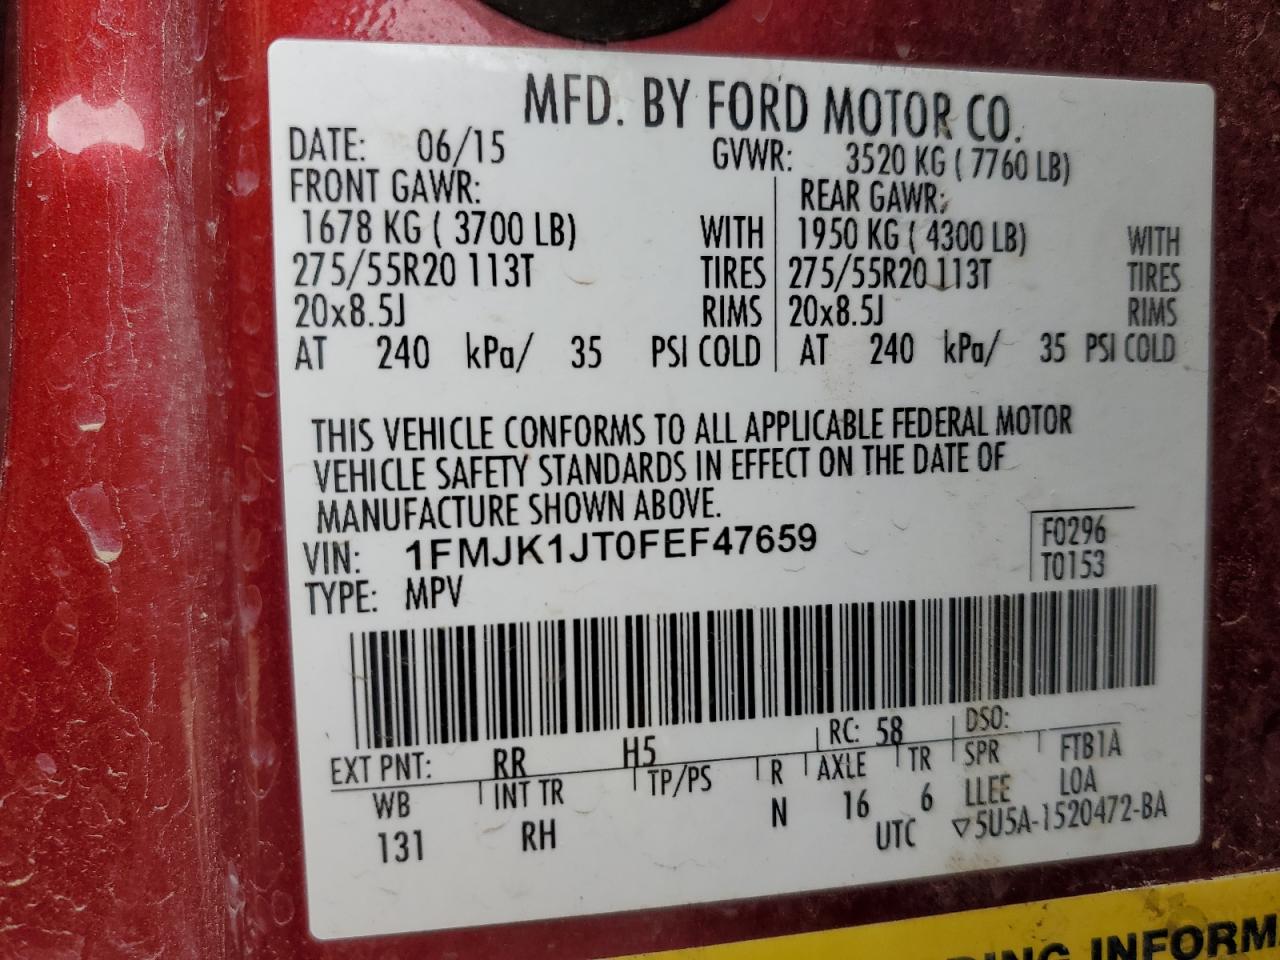 MFD. BY FORD MOTOR CO.
DATE: 06/15 GVWR: 3520 KG ( 7760 LB)
FRONT GAWR: REAR GAWR:
1678 KG ( 3700 LB) WITH 1950 KG ( 4300 LB) WITH
275/55R20 113T TIRES 275/55R20 113T TIRES
20x8.5J RIMS 20x8.5J RIMS
AT 240 kPa/ 35 PSI COLD AT 240 kPa/ 35 PSI COLD
THIS VEHICLE CONFORMS TO ALL APPLICABLE FEDERAL MOTOR
VEHICLE SAFETY STANDARDS IN EFFECT ON THE DATE OF
MANUFACTURE SHOWN ABOVE.
VIN: 1FMJK1JT0FEF47659 F0296
TYPE: MPV T0153
EXT PNT: RR H5 RC: 58 DSO:
WB INT TR TP/PS R AXLE TR SPR FTB1A
131 RH N 16 6 LLEE LOA
UTC ▽5U5A-1520472-BA
INFORM